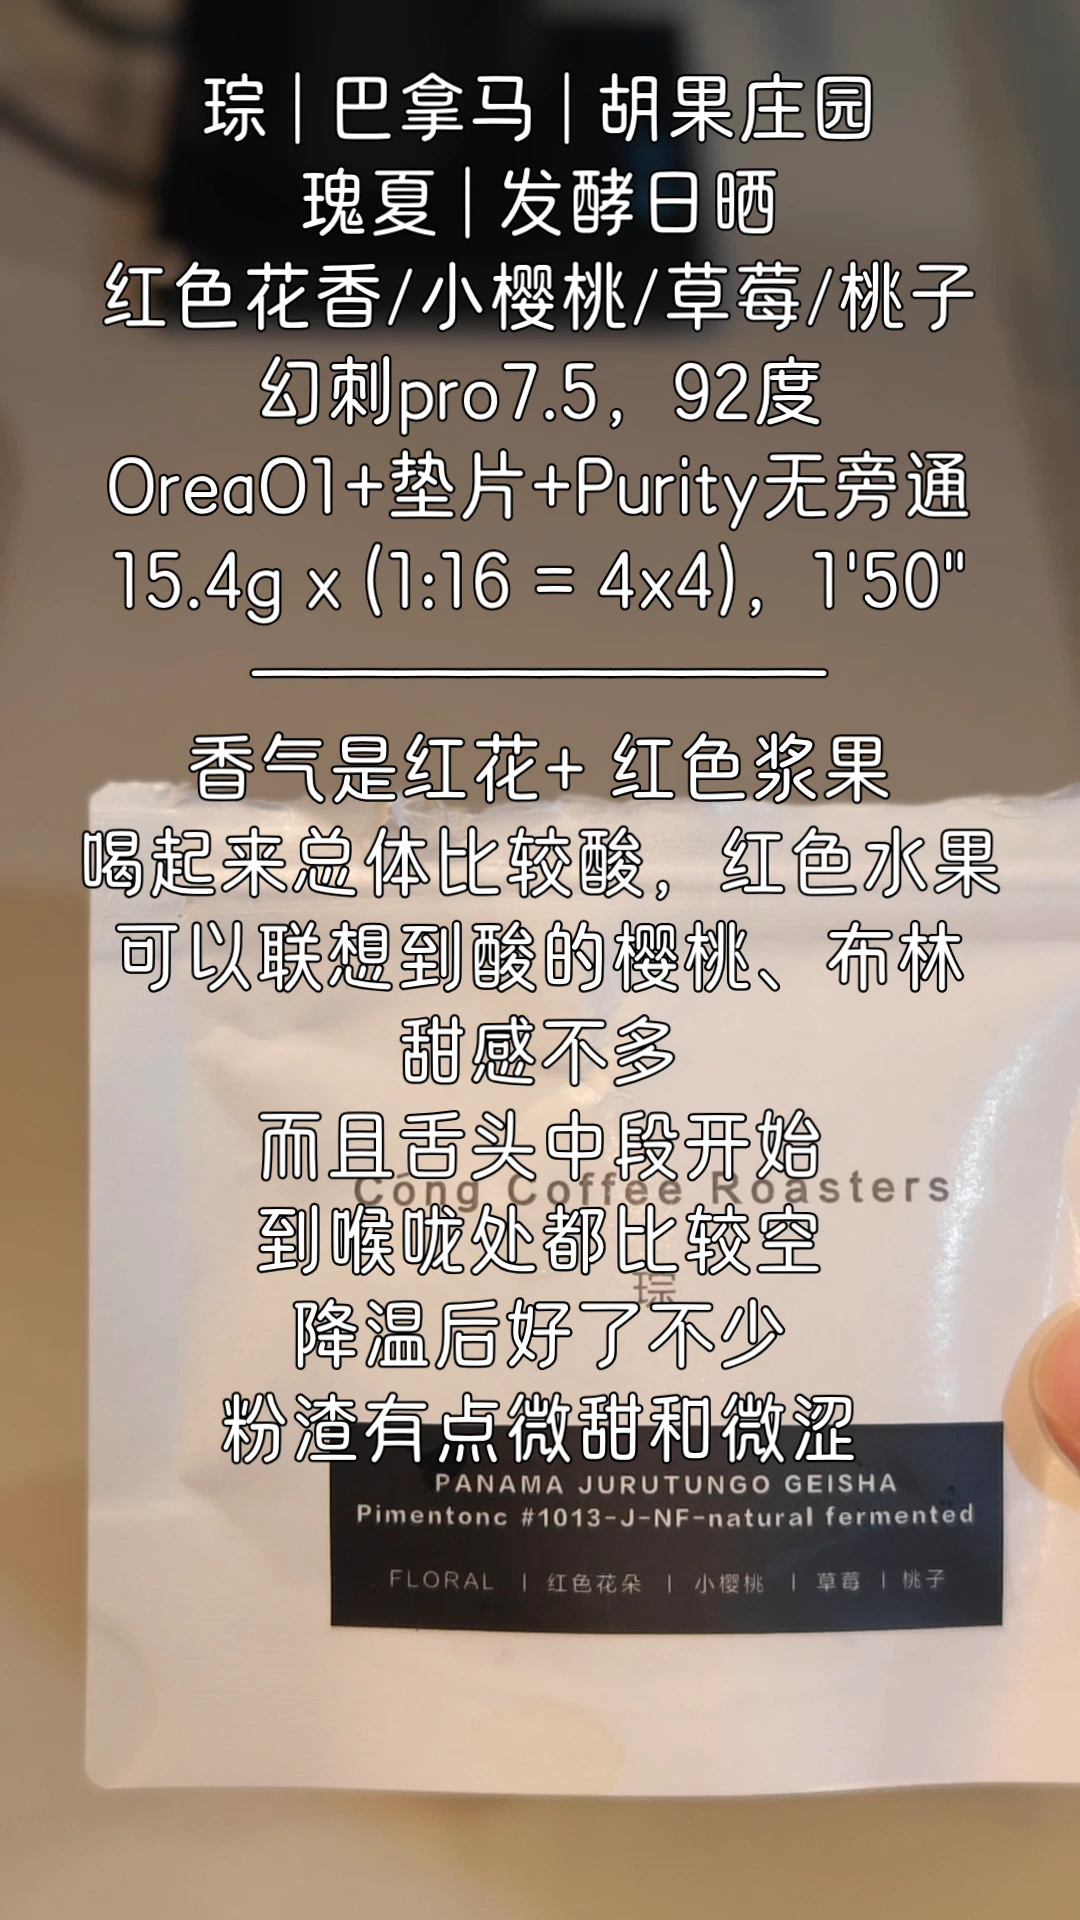 琮 | 巴拿马 | 胡果庄园
瑰夏 | 发酵日晒
红色花香/小樱桃/草莓/桃子
幻刺pro7.5，92度
OreaO1+垫片+Purity无旁通
15.4g x (1:16 = 4x4)，1'50"
香气是红花+ 红色浆果
喝起来总体比较酸，红色水果
可以联想到酸的樱桃、布林
甜感不多
而且舌头中段开始
Cóng Coffee Roasters
到喉咙处都比较空
琮
降温后好了不少
粉渣有点微甜和微涩
PANAMA JURUTUNGO GEISHA
Pimentonc #1013-J-NF-natural fermented
FLORAL | 红色花朵 | 小樱桃 | 草莓 | 桃子